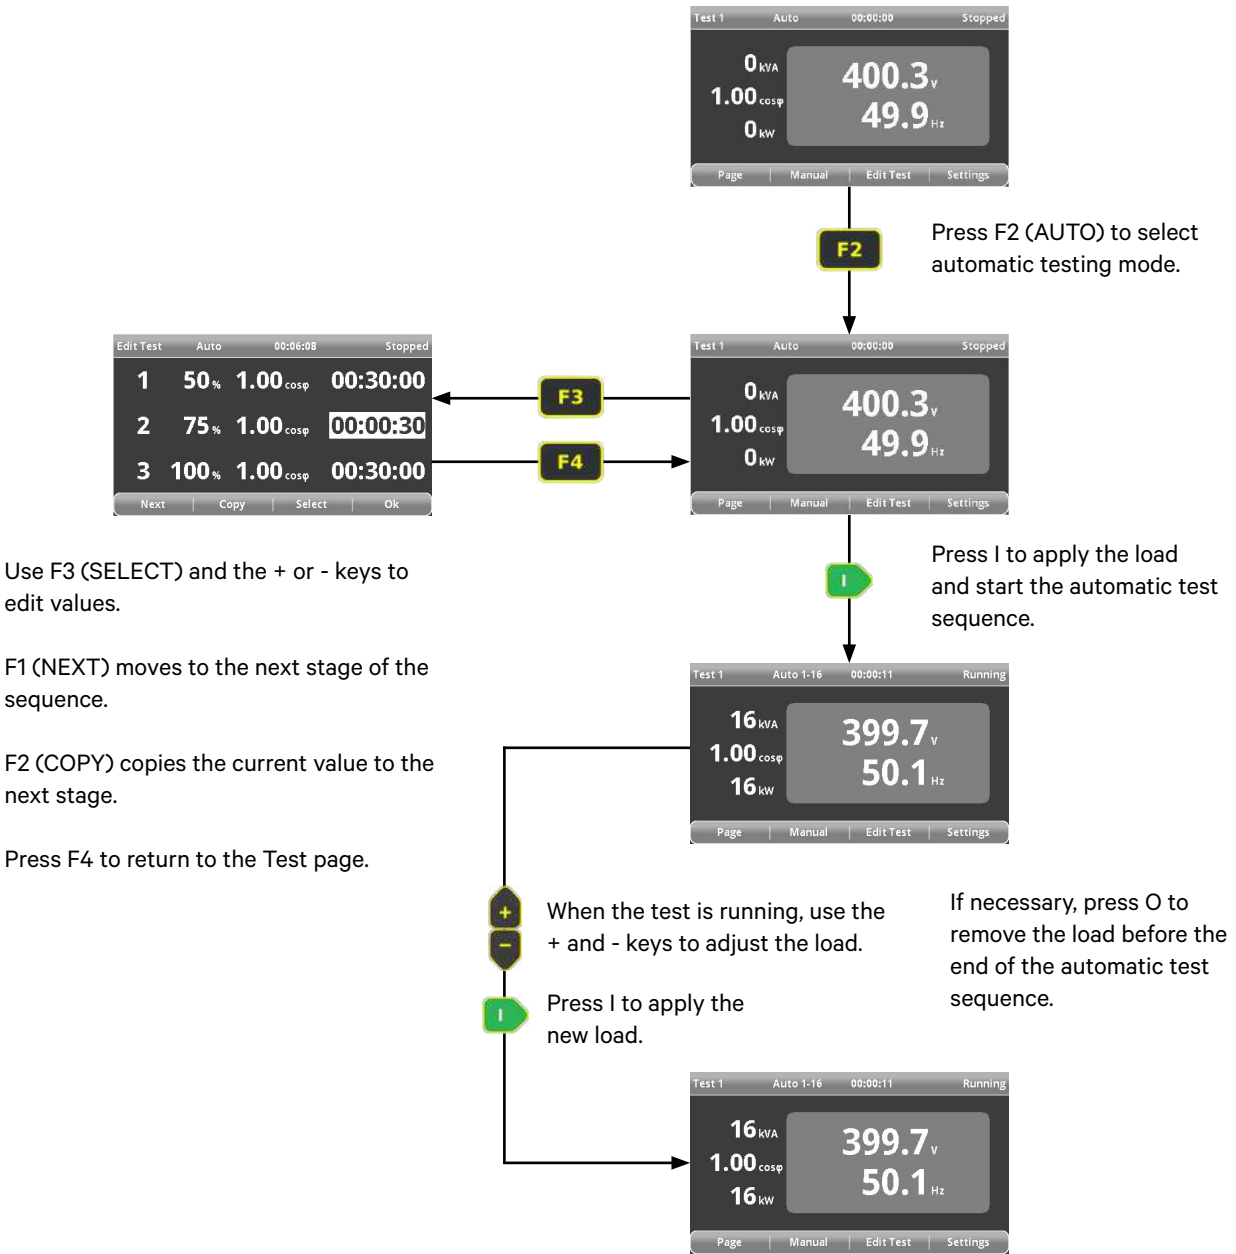 Test 1 Auto 00:00:00 Stopped
0 kVA
1.00 cosφ
0 kW
400.3 V
49.9 Hz
Page Manual Edit Test Settings
F2
Press F2 (AUTO) to select
automatic testing mode.
Edit Test Auto 00:06:08 Stopped
1 50 % 1.00 cosφ 00:30:00
2 75 % 1.00 cosφ 00:00:30
3 100 % 1.00 cosφ 00:30:00
Next Copy Select Ok
F3
F4
Test 1 Auto 00:00:00 Stopped
0 kVA
1.00 cosφ
0 kW
400.3 V
49.9 Hz
Page Manual Edit Test Settings
Use F3 (SELECT) and the + or - keys to
edit values.
F1 (NEXT) moves to the next stage of the
sequence.
F2 (COPY) copies the current value to the
next stage.
Press F4 to return to the Test page.
I
Press I to apply the load
and start the automatic test
sequence.
Test 1 Auto 1-16 00:00:11 Running
16 kVA
1.00 cosφ
16 kW
399.7 V
50.1 Hz
Page Manual Edit Test Settings
+
-
When the test is running, use the
+ and - keys to adjust the load.
I
Press I to apply the
new load.
If necessary, press O to
remove the load before the
end of the automatic test
sequence.
Test 1 Auto 1-16 00:00:11 Running
16 kVA
1.00 cosφ
16 kW
399.7 V
50.1 Hz
Page Manual Edit Test Settings